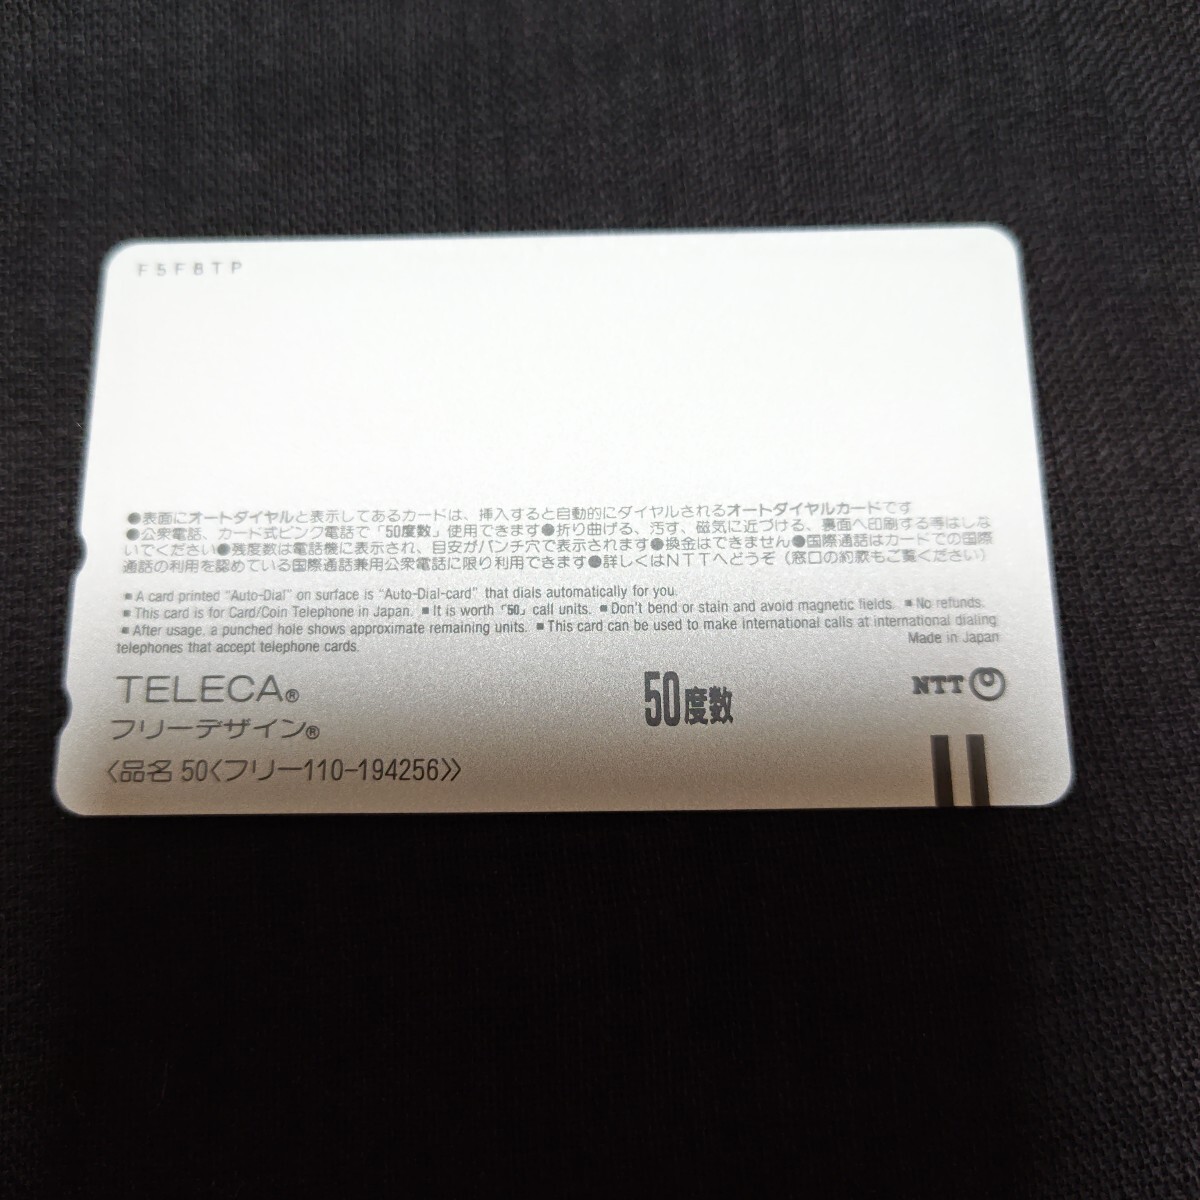 F5F8TP
●表面にオートダイヤルと表示してあるカードは、挿入すると自動的にダイヤルされるオートダイヤルカードです
●公衆電話、カード式ピンク電話で「50度数」使用できます●折り曲げる、汚す、磁気に近づける、裏面へ印刷する等はしな
いでください●残度数は電話機に表示され、目安がパンチ穴で表示されます●換金はできません●国際通話はカードでの国際
通話の利用を認めている国際通話兼用公衆電話に限り利用できます●詳しくはNTTへどうぞ（窓口の約款もご覧ください）
■ A card printed “Auto-Dial” on surface is “Auto-Dial-card” that dials automatically for you.
■ This card is for Card/Coin Telephone in Japan. ■ It is worth「50」call units. ■ Don't bend or stain and avoid magnetic fields. ■ No refunds.
■ After usage, a punched hole shows approximate remaining units. ■ This card can be used to make international calls at international dialing
telephones that accept telephone cards.
Made in Japan
TELECA®
50度数
NTT
フリーデザイン®
〈品名 50〈フリー110-194256〉〉